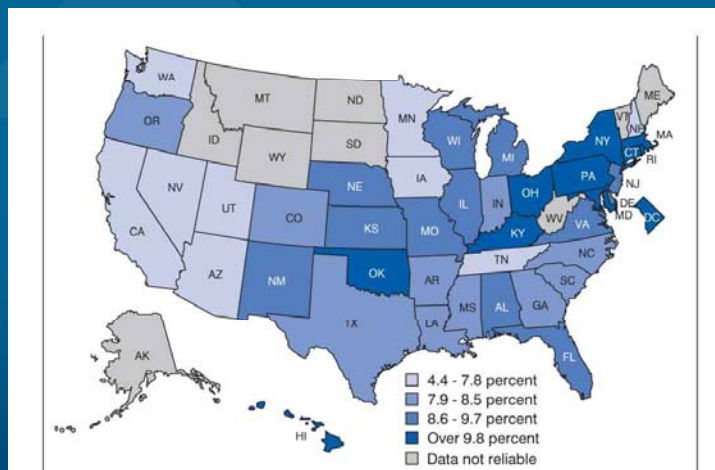 WA
MT
ND
MN
ME
VT
NH
OR
ID
SD
WI
MI
NY
MA
CT
RI
WY
IA
PA
NJ
NE
OH
DE
MD
DC
NV
UT
CO
IL
IN
WV
VA
CA
KS
MO
KY
NC
TN
AZ
NM
OK
AR
SC
MS
AL
GA
TX
LA
FL
AK
HI
4.4 - 7.8 percent
7.9 - 8.5 percent
8.6 - 9.7 percent
Over 9.8 percent
Data not reliable